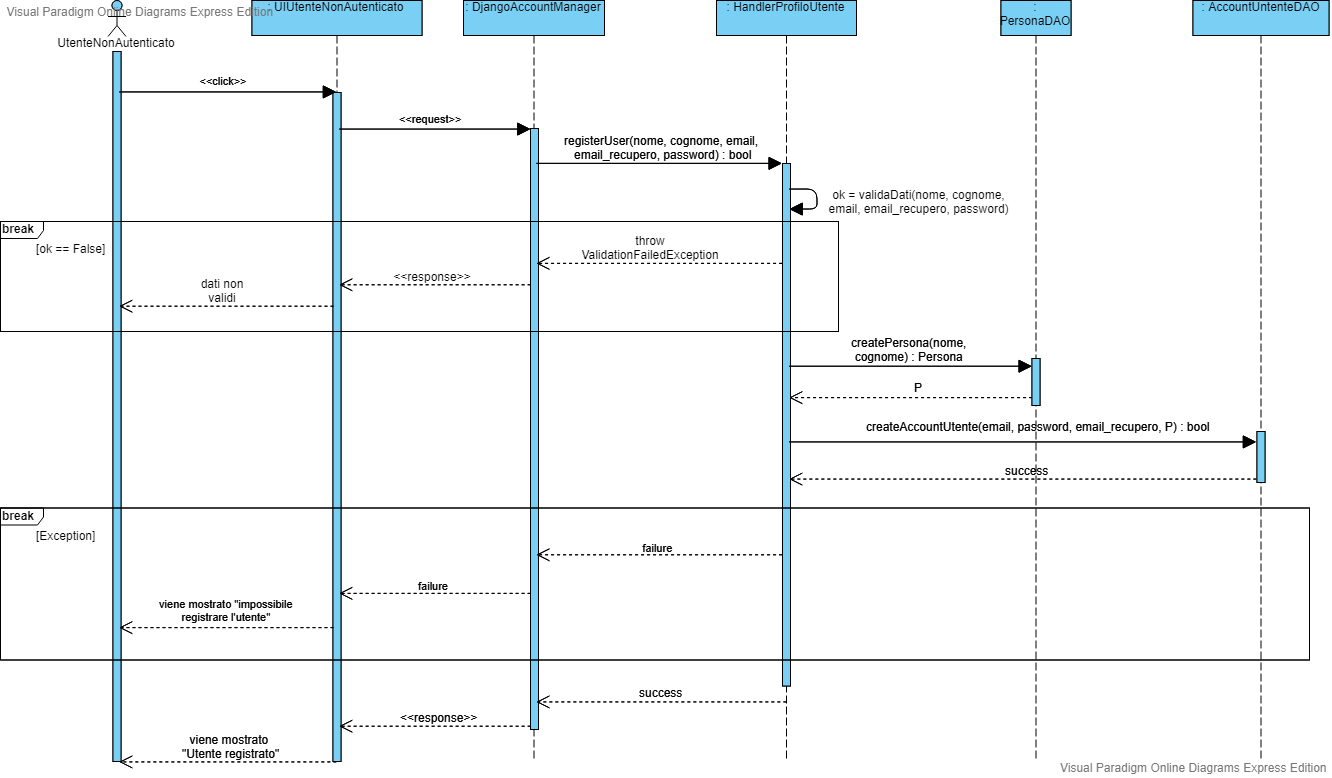 Visual Paradigm Online Diagrams Express Edition
: UIUtenteNonAutenticato
: DjangoAccountManager
: HandlerProfiloUtente
:
PersonaDAO
: AccountUntenteDAO
UtenteNonAutenticato
<<click>>
<<request>>
registerUser(nome, cognome, email,
email_recupero, password) : bool
ok = validaDati(nome, cognome,
email, email_recupero, password)
break
[ok == False]
throw
ValidationFailedException
<<response>>
dati non
validi
createPersona(nome,
cognome) : Persona
P
createAccountUtente(email, password, email_recupero, P) : bool
success
break
[Exception]
failure
failure
viene mostrato "impossibile
registrare l'utente"
success
<<response>>
viene mostrato
"Utente registrato"
Visual Paradigm Online Diagrams Express Edition